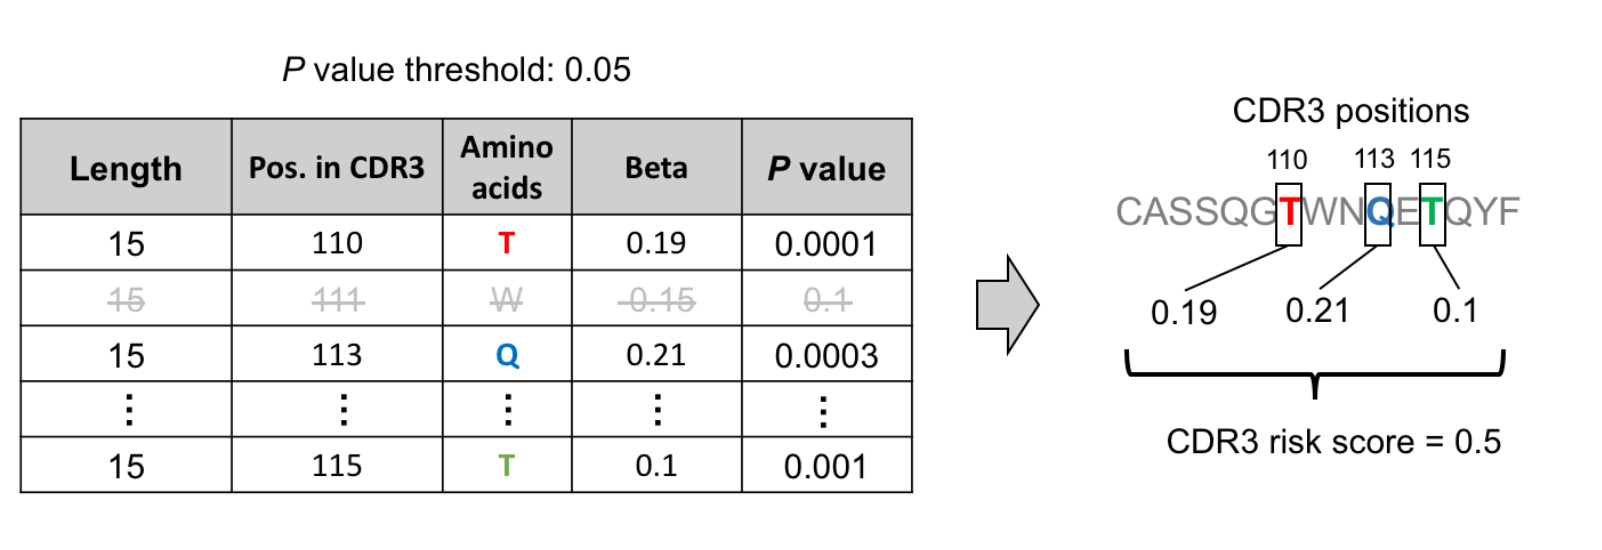 P value threshold: 0.05
Length Pos. in CDR3 Amino acids Beta P value
15 110 T 0.19 0.0001
15 111 W -0.15 0.1
15 113 Q 0.21 0.0003
⋮ ⋮ ⋮ ⋮ ⋮
15 115 T 0.1 0.001
CDR3 positions
110 113 115
CASSQGTWNQETQYF
0.19 0.21 0.1
CDR3 risk score = 0.5